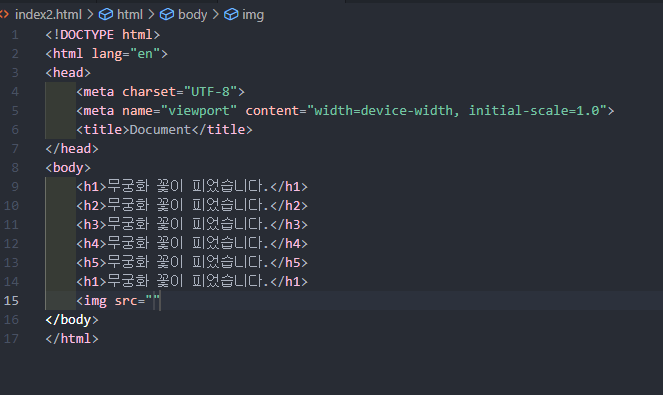 index2.html > html > body > img
1 <!DOCTYPE html>
2 <html lang="en">
3 <head>
4 <meta charset="UTF-8">
5 <meta name="viewport" content="width=device-width, initial-scale=1.0">
6 <title>Document</title>
7 </head>
8 <body>
9 <h1>무궁화 꽃이 피었습니다.</h1>
10 <h2>무궁화 꽃이 피었습니다.</h2>
11 <h3>무궁화 꽃이 피었습니다.</h3>
12 <h4>무궁화 꽃이 피었습니다.</h4>
13 <h5>무궁화 꽃이 피었습니다.</h5>
14 <h1>무궁화 꽃이 피었습니다.</h1>
15 <img src=""
16 </body>
17 </html>